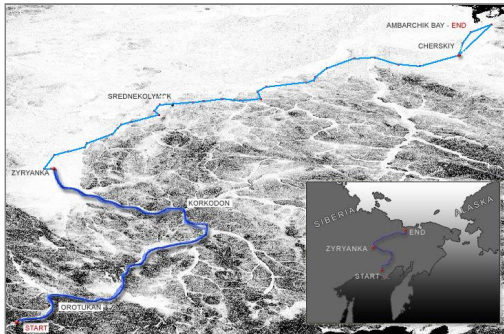 AMBARCHIK BAY - END
CHERSKIY
SREDNEKOLYMSK
ZYRYANKA
KORKODON
OROTUKAN
START
SIBERIA
ALASKA
END
ZYRYANKA
START